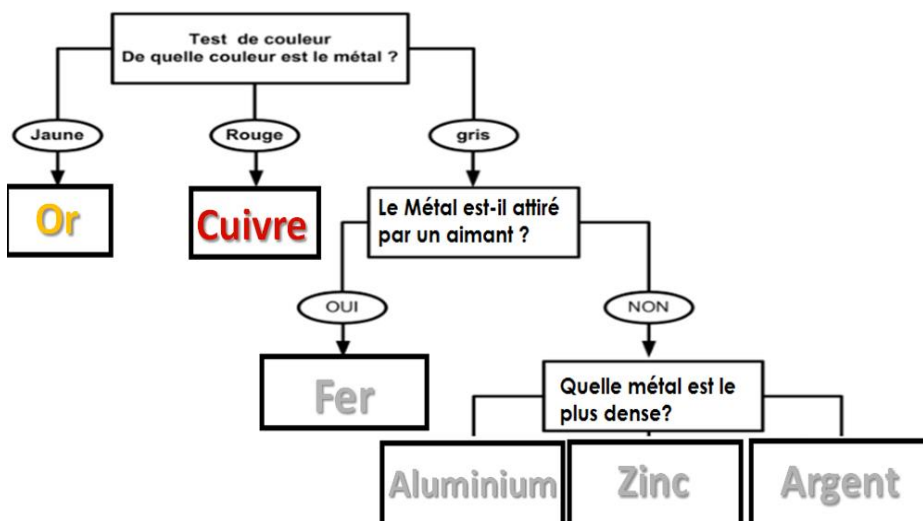 Test de couleur
De quelle couleur est le métal ?
Jaune
Rouge
gris
Or
Cuivre
Le Métal est-il attiré
par un aimant ?
OUI
NON
Fer
Quelle métal est le
plus dense?
Aluminium
Zinc
Argent